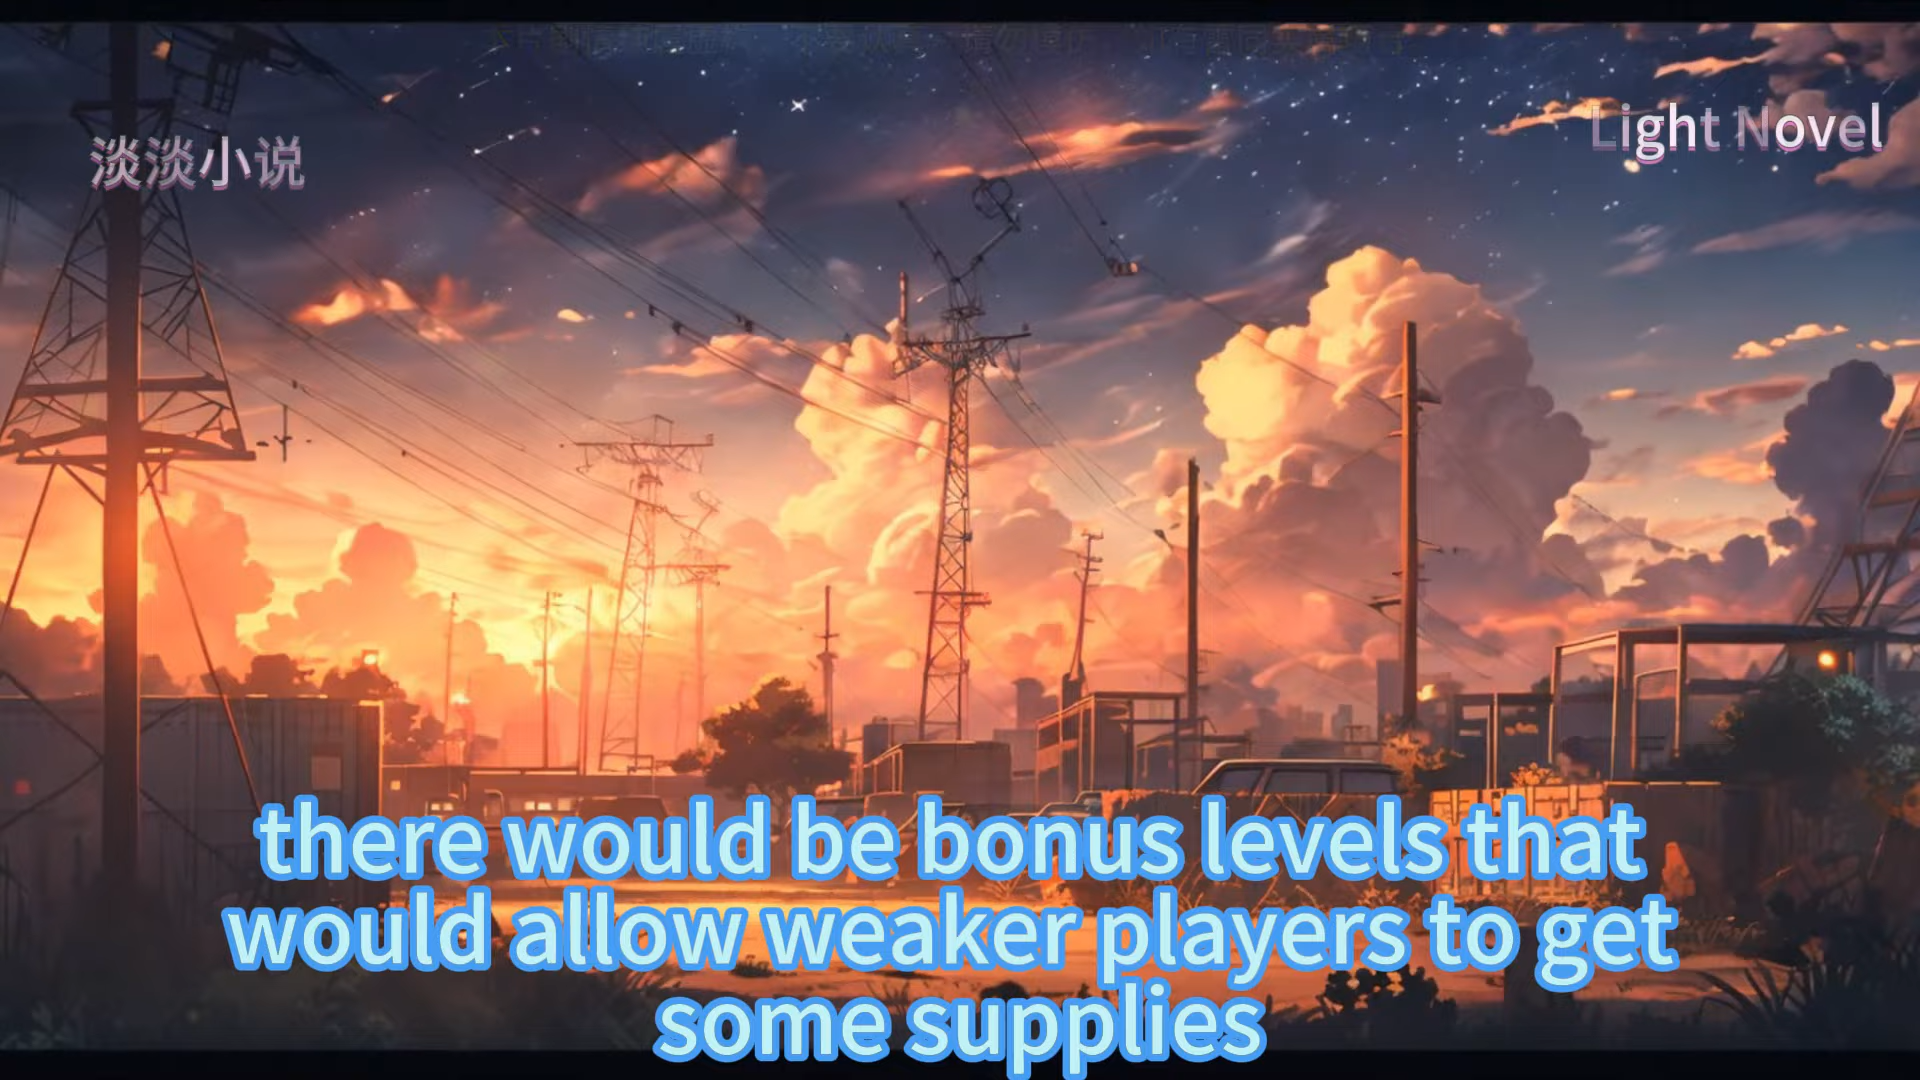 Light Novel
淡淡小说
there would be bonus levels that
would allow weaker players to get
some supplies